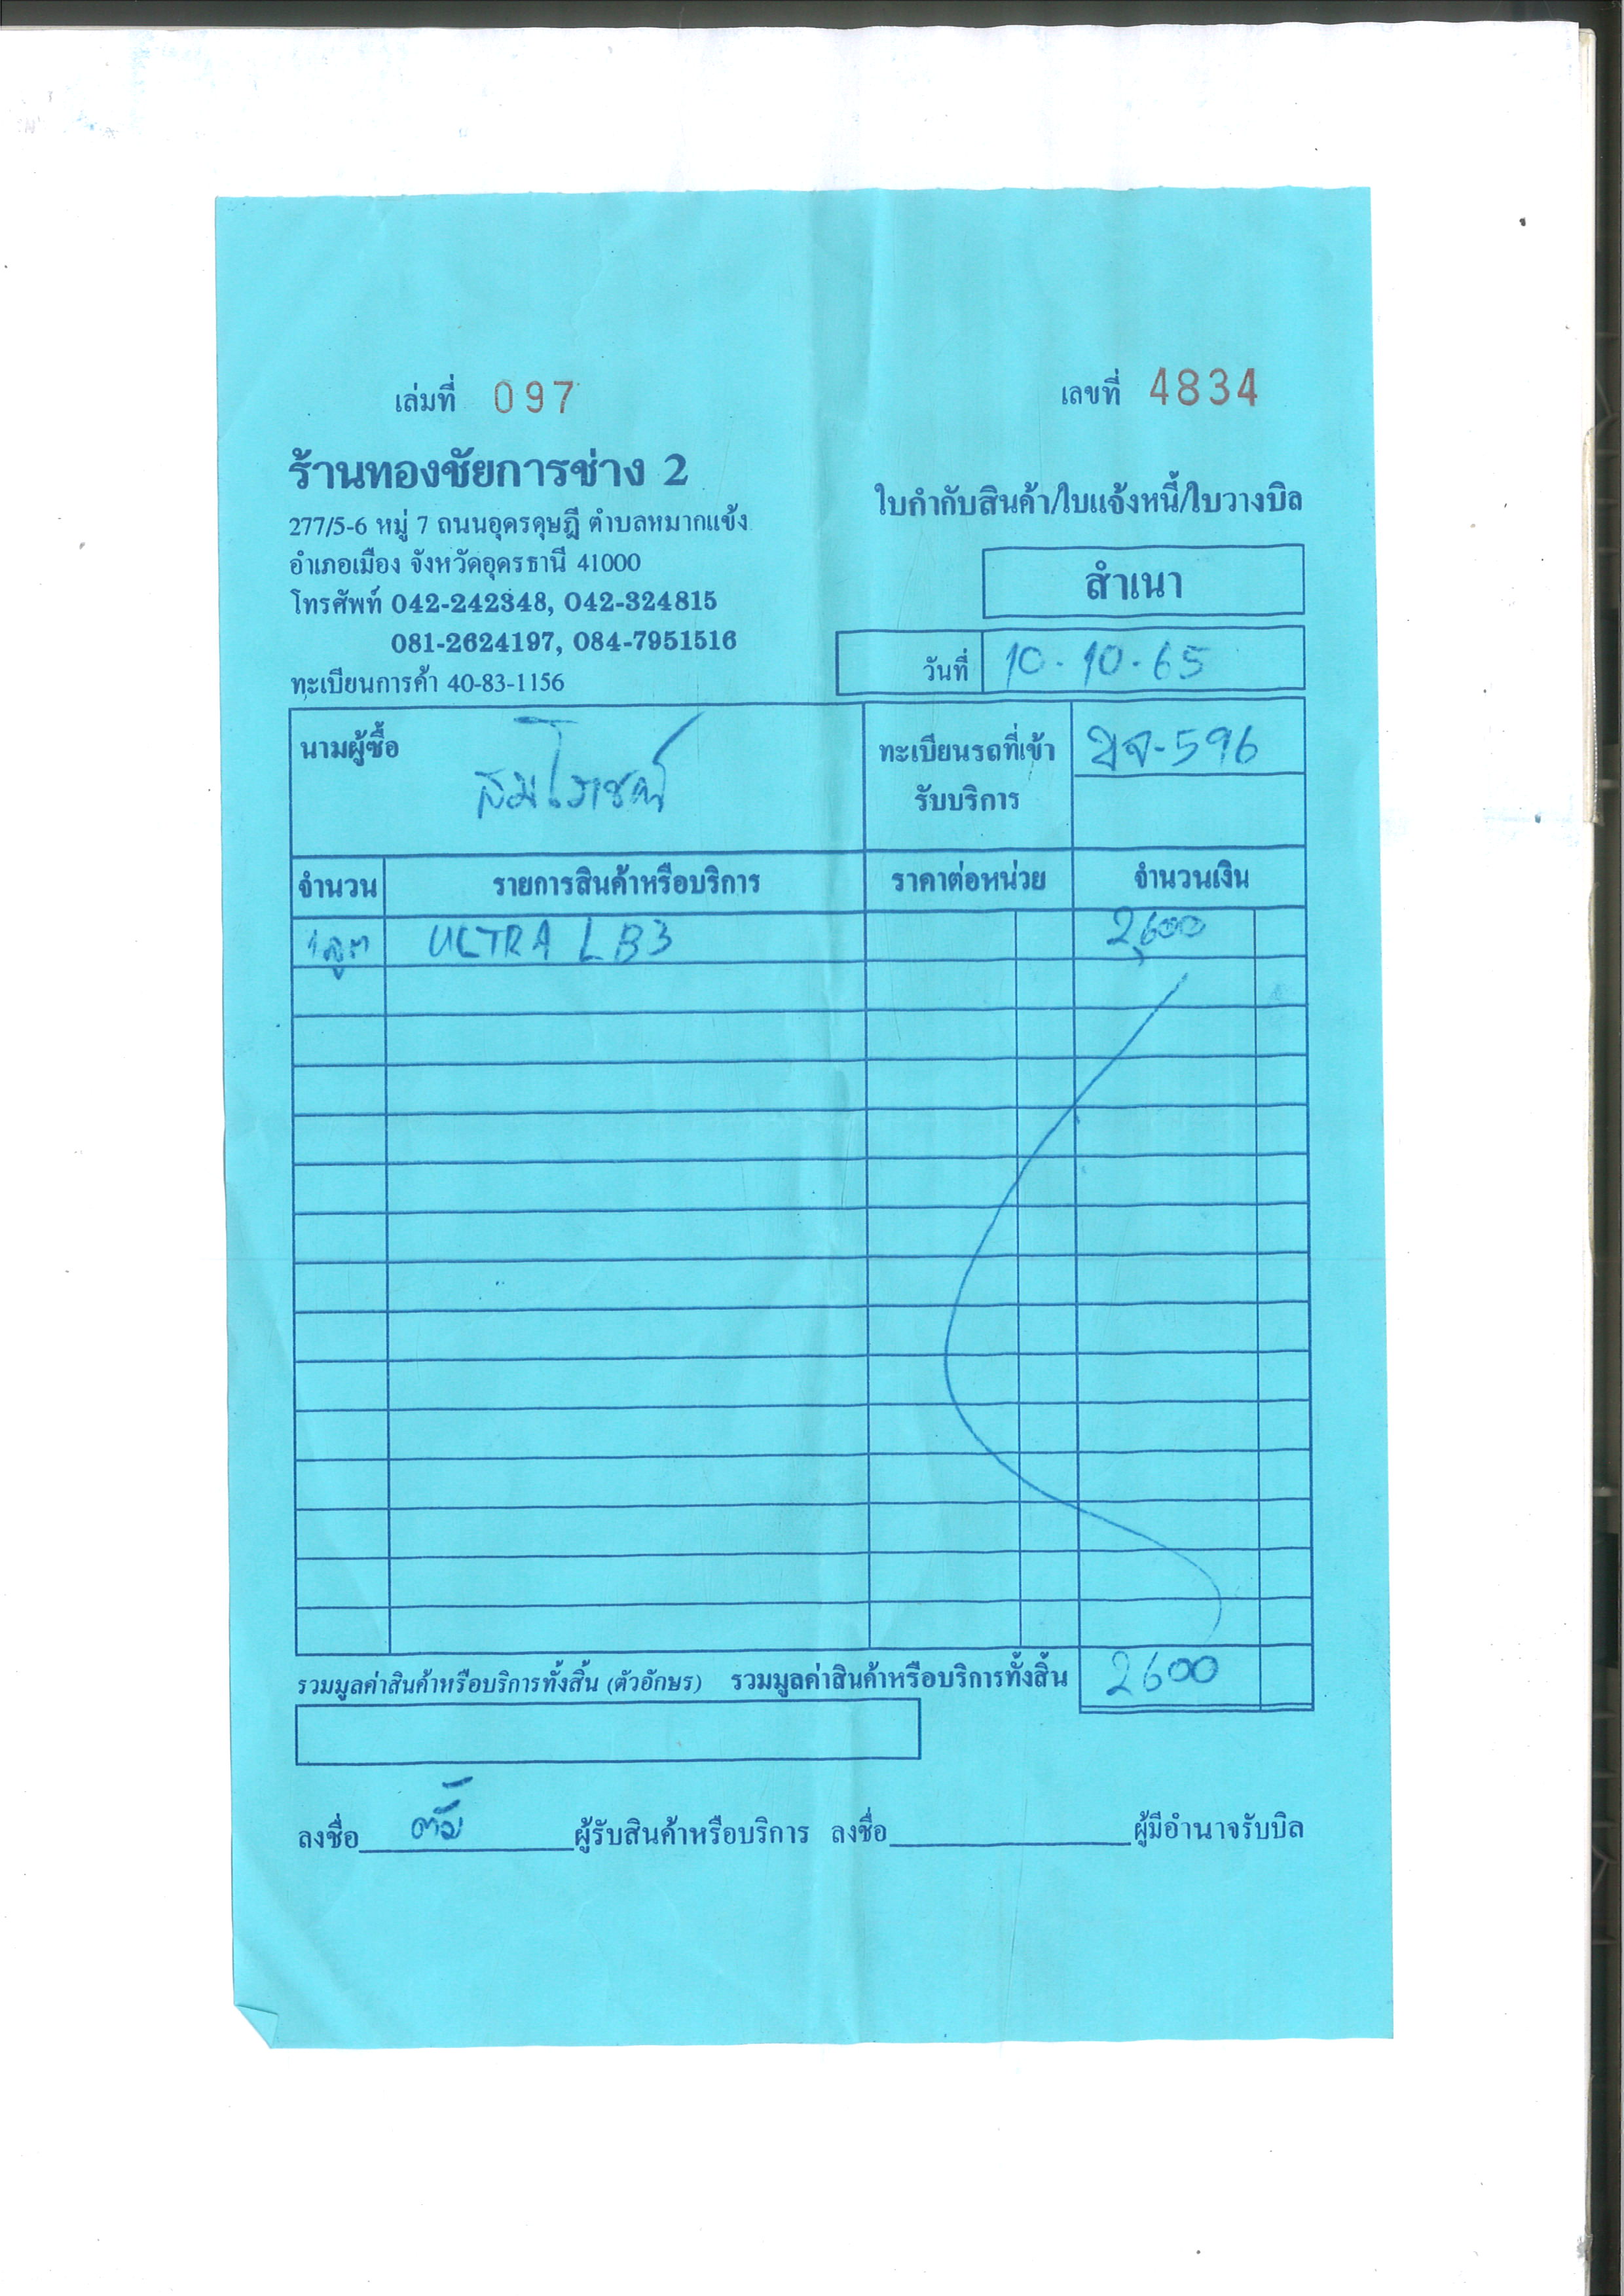 เล่มที่ 097
เลขที่ 4834
ร้านทองชัยการช่าง 2
277/5-6 หมู่ 7 ถนนอุดรดุษฎี ตำบลหมากแข้ง
อำเภอเมือง จังหวัดอุดรธานี 41000
โทรศัพท์ 042-242348, 042-324815
081-2624197, 084-7951516
ทะเบียนการค้า 40-83-1156
ใบกำกับสินค้า/ใบแจ้งหนี้/ใบวางบิล
สำเนา
วันที่ 10-10-65
นามผู้ซื้อ
ทะเบียนรถที่เข้า
รับบริการ
596
จำนวน รายการสินค้าหรือบริการ ราคาต่อหน่วย จำนวนเงิน
1 ULTRA LB3 2,600
รวมมูลค่าสินค้าหรือบริการทั้งสิ้น (ตัวอักษร) รวมมูลค่าสินค้าหรือบริการทั้งสิ้น 2600
ลงชื่อ ผู้รับสินค้าหรือบริการ ลงชื่อ ผู้มีอำนาจรับบิล